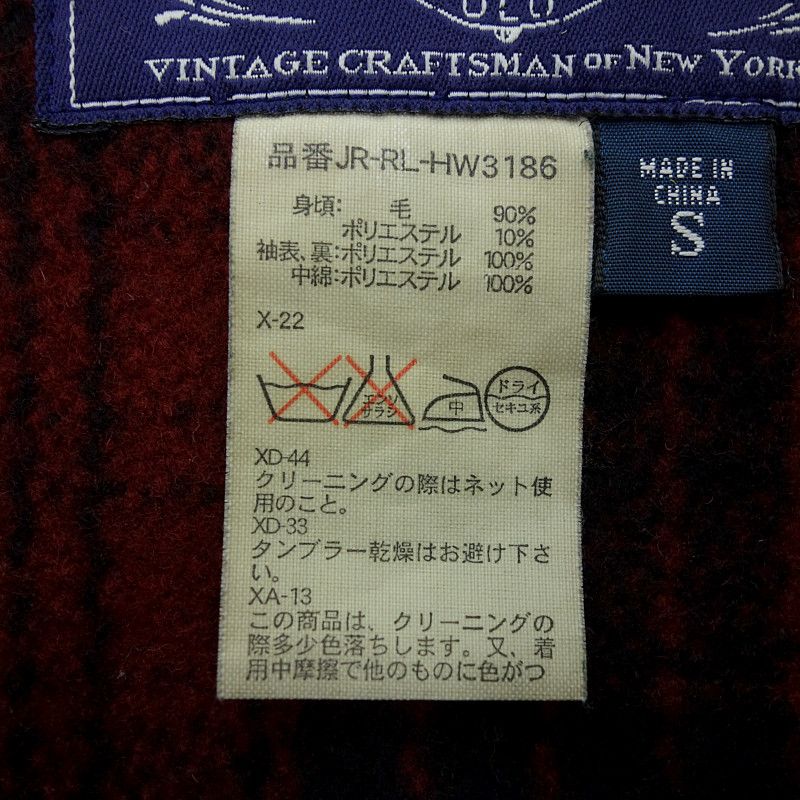 VINTAGE CRAFTSMAN OF NEW YORK
品番JR-RL-HW3186
身頃: 毛 90%
ポリエステル 10%
袖表、裏:ポリエステル 100%
中綿:ポリエステル 100%
X-22
エンソ
サラシ
中
ドライ
セキユ系
XD-44
クリーニングの際はネット使
用のこと。
XD-33
タンブラー乾燥はお避け下さ
い。
XA-13
この商品は、クリーニングの
際多少色落ちします。又、着
用中摩擦で他のものに色がつ
MADE IN
CHINA
S